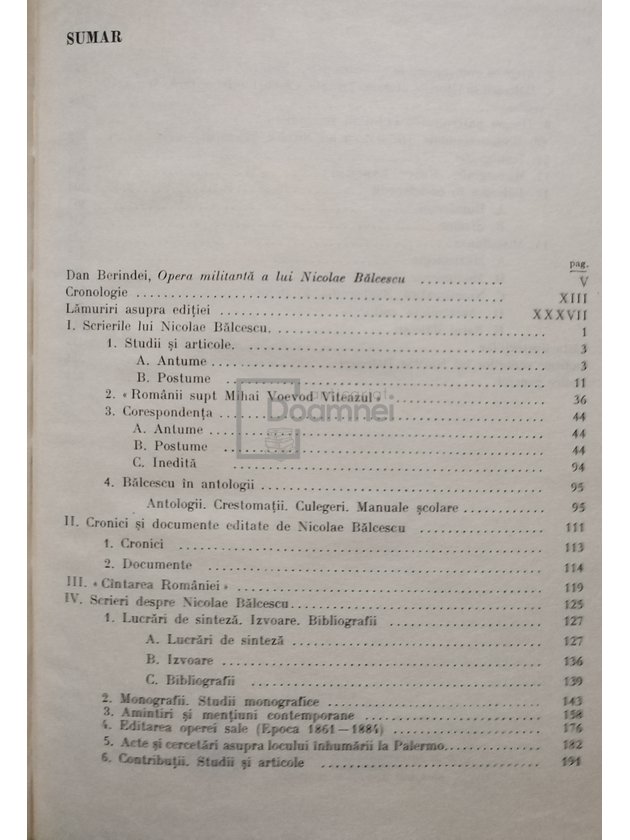 SUMAR
pag.
Dan Berindei, Opera militantă a lui Nicolae Bălcescu ............ V
Cronologie ............ XIII
Lămuriri asupra ediției ............ XXXVII
I. Scrierile lui Nicolae Bălcescu. ............ 1
1. Studii și articole. ............ 3
A. Antume ............ 3
B. Postume ............ 11
2. « Românii supt Mihai Voevod Viteazul » ............ 36
3. Corespondența ............ 44
A. Antume ............ 44
B. Postume ............ 44
C. Inedită ............ 94
4. Bălcescu în antologii ............ 95
Antologii. Crestomații. Culegeri. Manuale școlare ............ 95
II. Cronici și documente editate de Nicolae Bălcescu ............ 111
1. Cronici ............ 113
2. Documente ............ 114
III. « Cîntarea României » ............ 119
IV. Scrieri despre Nicolae Bălcescu ............ 125
1. Lucrări de sinteză. Izvoare. Bibliografii ............ 127
A. Lucrări de sinteză ............ 127
B. Izvoare ............ 136
C. Bibliografii ............ 139
2. Monografii. Studii monografice ............ 143
3. Amintiri și mențiuni contemporane ............ 158
4. Editarea operei sale (Epoca 1861—1884) ............ 176
5. Acte și cercetări asupra locului înhumării la Palermo ............ 182
6. Contribuții. Studii și articole ............ 191
Doamnei